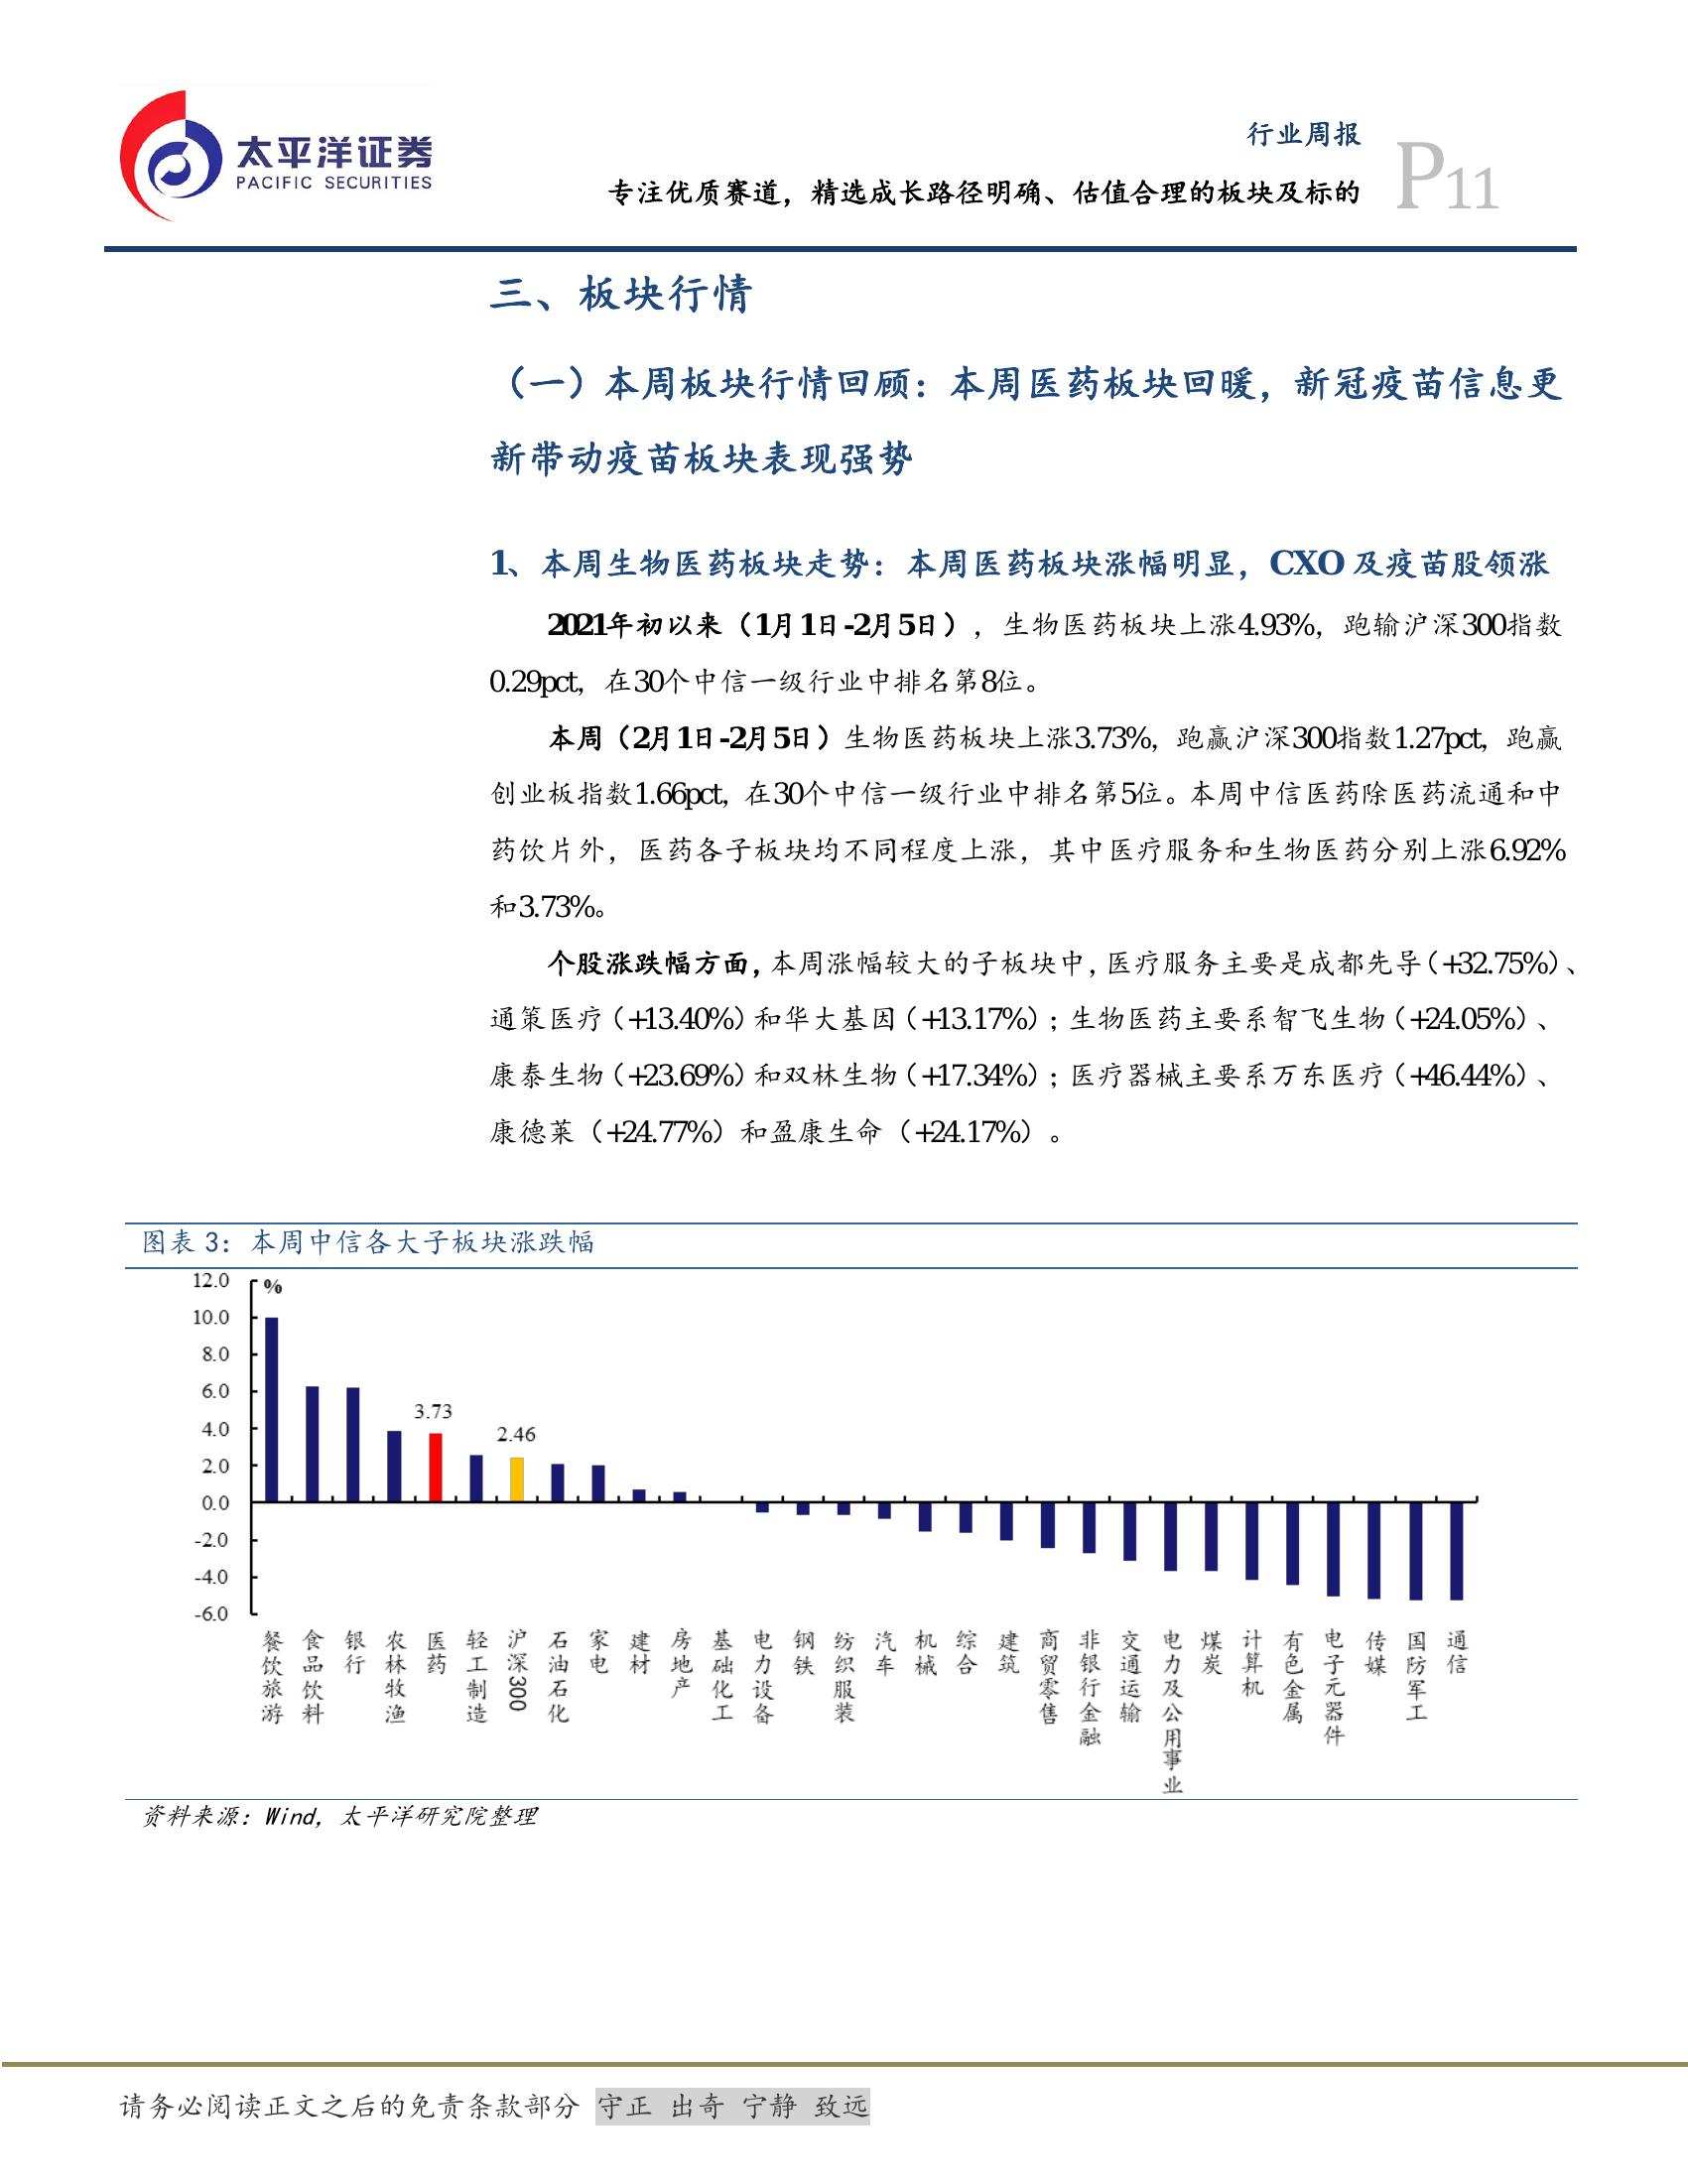 太平洋证券
PACIFIC SECURITIES
行业周报
专注优质赛道，精选成长路径明确、估值合理的板块及标的
P11
三、板块行情
（一）本周板块行情回顾：本周医药板块回暖，新冠疫苗信息更
新带动疫苗板块表现强势
1、本周生物医药板块走势：本周医药板块涨幅明显，CXO 及疫苗股领涨
2021年初以来（1月1日-2月5日），生物医药板块上涨4.93%，跑输沪深300指数
0.29pct，在30个中信一级行业中排名第8位。
本周（2月1日-2月5日）生物医药板块上涨3.73%，跑赢沪深300指数1.27pct，跑赢
创业板指数1.66pct，在30个中信一级行业中排名第5位。本周中信医药除医药流通和中
药饮片外，医药各子板块均不同程度上涨，其中医疗服务和生物医药分别上涨6.92%
和3.73%。
个股涨跌幅方面，本周涨幅较大的子板块中，医疗服务主要是成都先导（+32.75%）、
通策医疗（+13.40%）和华大基因（+13.17%）；生物医药主要系智飞生物（+24.05%）、
康泰生物（+23.69%）和双林生物（+17.34%）；医疗器械主要系万东医疗（+46.44%）、
康德莱（+24.77%）和盈康生命（+24.17%）。
图表 3：本周中信各大子板块涨跌幅
%
12.0
10.0
8.0
6.0
4.0
2.0
0.0
-2.0
-4.0
-6.0
3.73
2.46
餐饮旅游
食品饮料
银行
农林牧渔
医药
轻工制造
沪深300
石油石化
家电
建材
房地产
基础化工
电力设备
钢铁
纺织服装
汽车
机械
综合
建筑
商贸零售
非银行金融
交通运输
电力及公用事业
煤炭
计算机
有色金属
电子元器件
传媒
国防军工
通信
资料来源：Wind，太平洋研究院整理
请务必阅读正文之后的免责条款部分 守正 出奇 宁静 致远